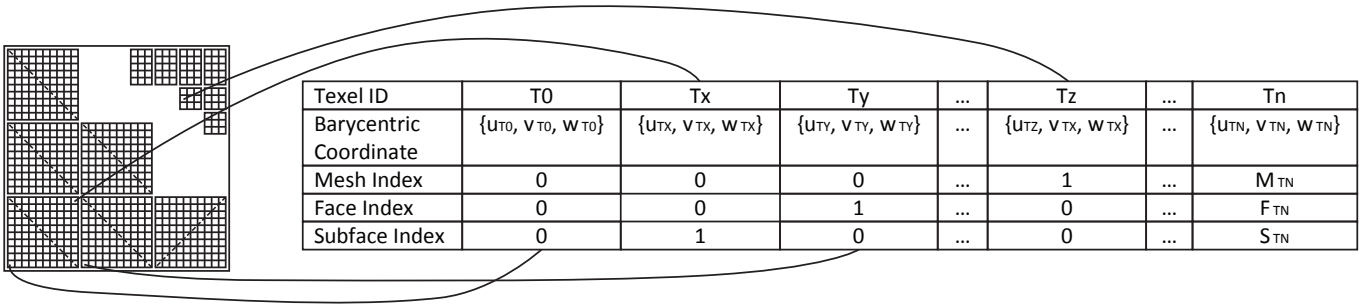 Texel ID T0 Tx Ty ... Tz ... Tn
Barycentric {uT0, vT0, wT0} {uTX, vTX, wTX} {uTY, vTY, wTY} ... {uTZ, vTX, wTX} ... {uTN, vTN, wTN}
Coordinate
Mesh Index 0 0 0 ... 1 ... MTN
Face Index 0 0 1 ... 0 ... FTN
Subface Index 0 1 0 ... 0 ... STN